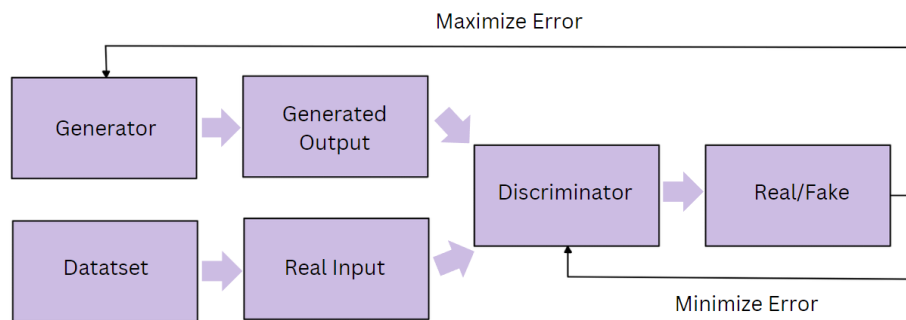 Maximize Error
Generator
Generated
Output
Discriminator
Real/Fake
Datatset
Real Input
Minimize Error